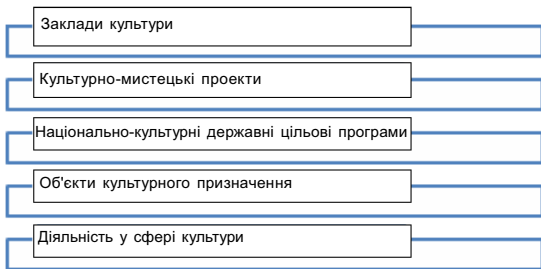 Заклади культури
Культурно-мистецькі проекти
Національно-культурні державні цільові програми
Об'єкти культурного призначення
Діяльність у сфері культури